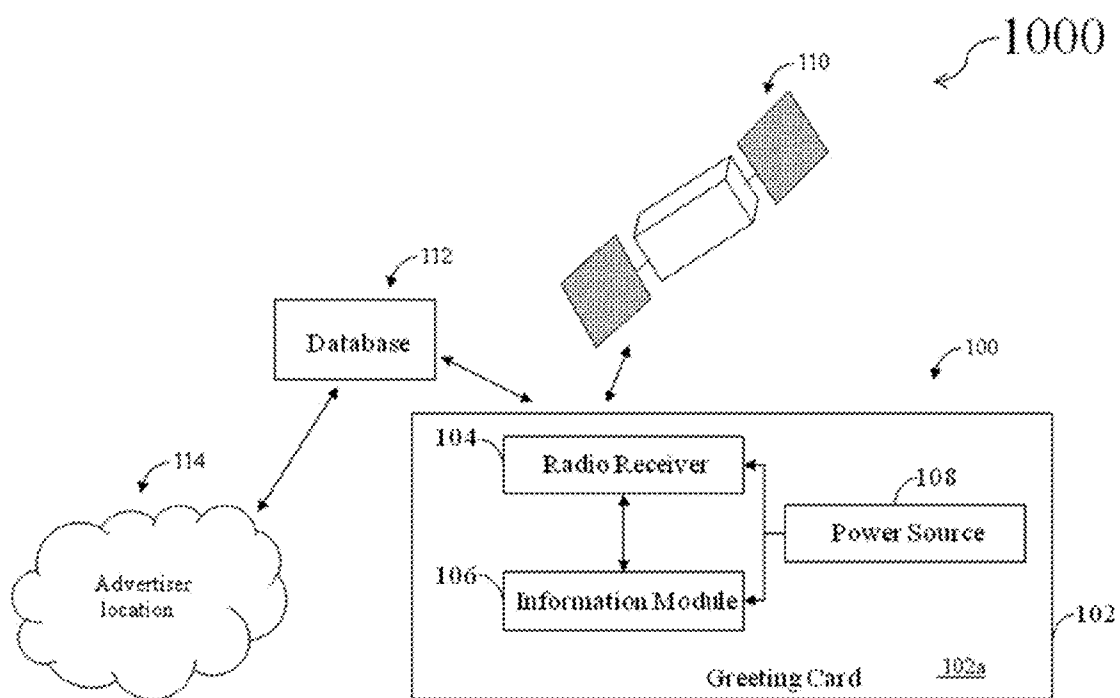 1000
110
112
Database
100
114
104
Radio Receiver
108
Power Source
Advertiser
location
106
Information Module
102
Greeting Card
102a